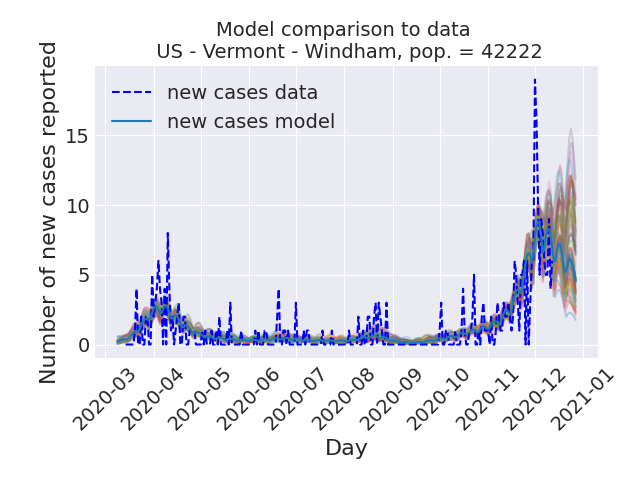 Model comparison to data
US - Vermont - Windham, pop. = 42222
Number of new cases reported
new cases data
new cases model
15
10
5
0
2020-03
2020-04
2020-05
2020-06
2020-07
2020-08
2020-09
2020-10
2020-11
2020-12
2021-01
Day